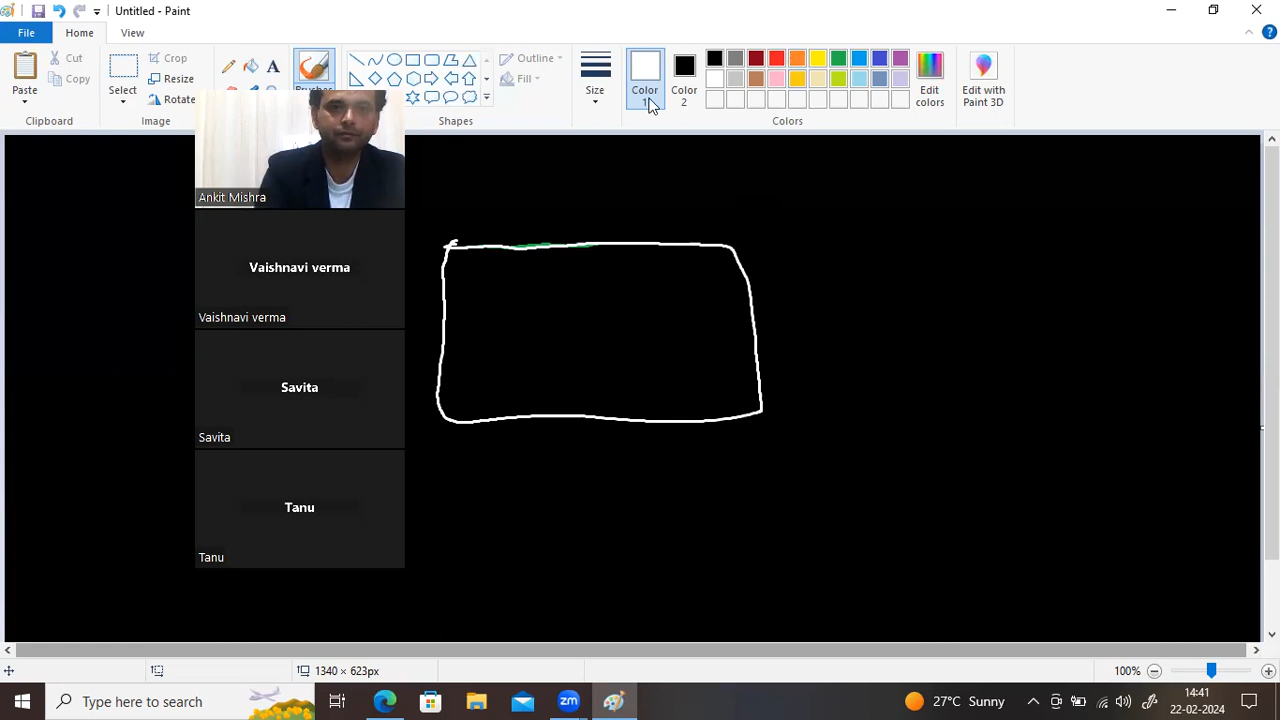 Untitled - Paint
File Home View
Paste
Cut
Copy
Clipboard
Select
Crop
Resize
Rotate
Image
A
Brushes
Outline
Fill
Shapes
Size
Color 1
Color 2
Edit colors
Colors
Edit with Paint 3D
Ankit Mishra
Vaishnavi verma
Vaishnavi verma
Savita
Savita
Tanu
Tanu
1340 × 623px
100%
Type here to search
zm
27°C Sunny
14:41
22-02-2024